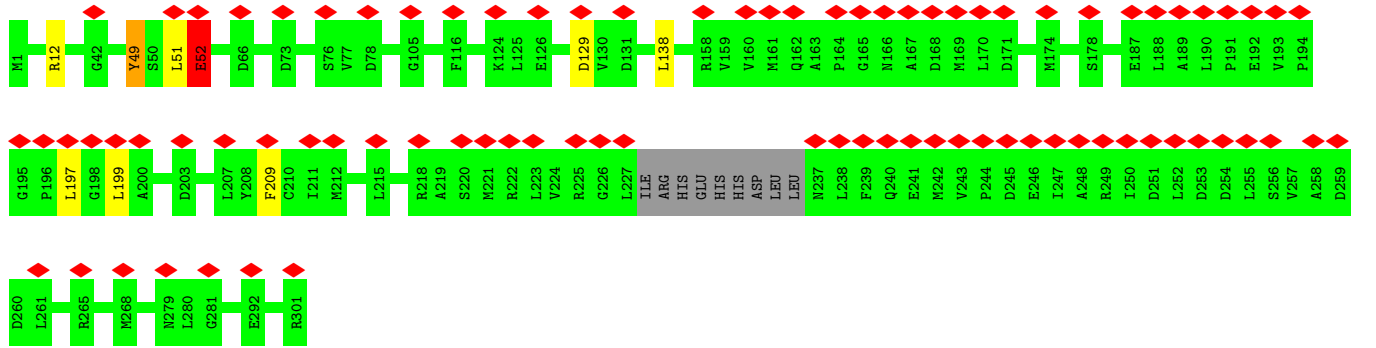 M1 R12 G42 Y49 S50 L51 E52 D66 D73 S76 V77 D78 G105 F116 K124 L125 E126 D129 V130 D131 L138 R158 V159 V160 M161 Q162 A163 P164 G165 N166 A167 D168 M169 L170 D171 M174 S178 E187 L188 A189 L190 P191 E192 V193 P194
G195 P196 L197 G198 L199 A200 D203 L207 Y208 F209 C210 I211 M212 L215 R218 A219 S220 M221 R222 L223 V224 R225 G226 L227 ILE ARG HIS GLU HIS HIS ASP LEU LEU N237 L238 F239 Q240 E241 M242 V243 P244 D245 E246 I247 A248 R249 I250 D251 L252 D253 D254 L255 S256 V257 A258 D259
D260 L261 R265 M268 N279 L280 G281 E292 R301